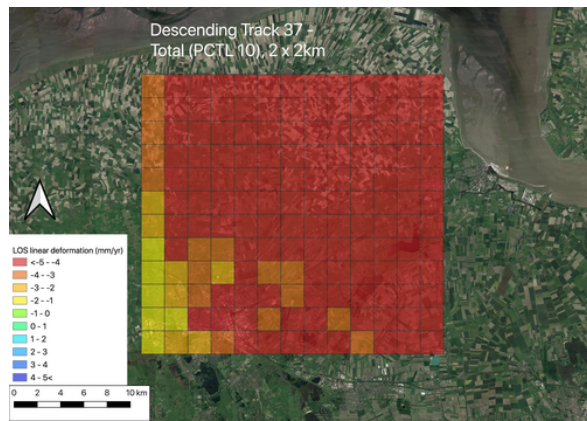 Descending Track 37 -
Total (PCTL 10), 2 x 2km
LOS linear deformation (mm/yr)
<-5 - -4
-4 - -3
-3 - -2
-2 - -1
-1 - 0
0 - 1
1 - 2
2 - 3
3 - 4
4 - 5<
0 2 4 6 8 10 km